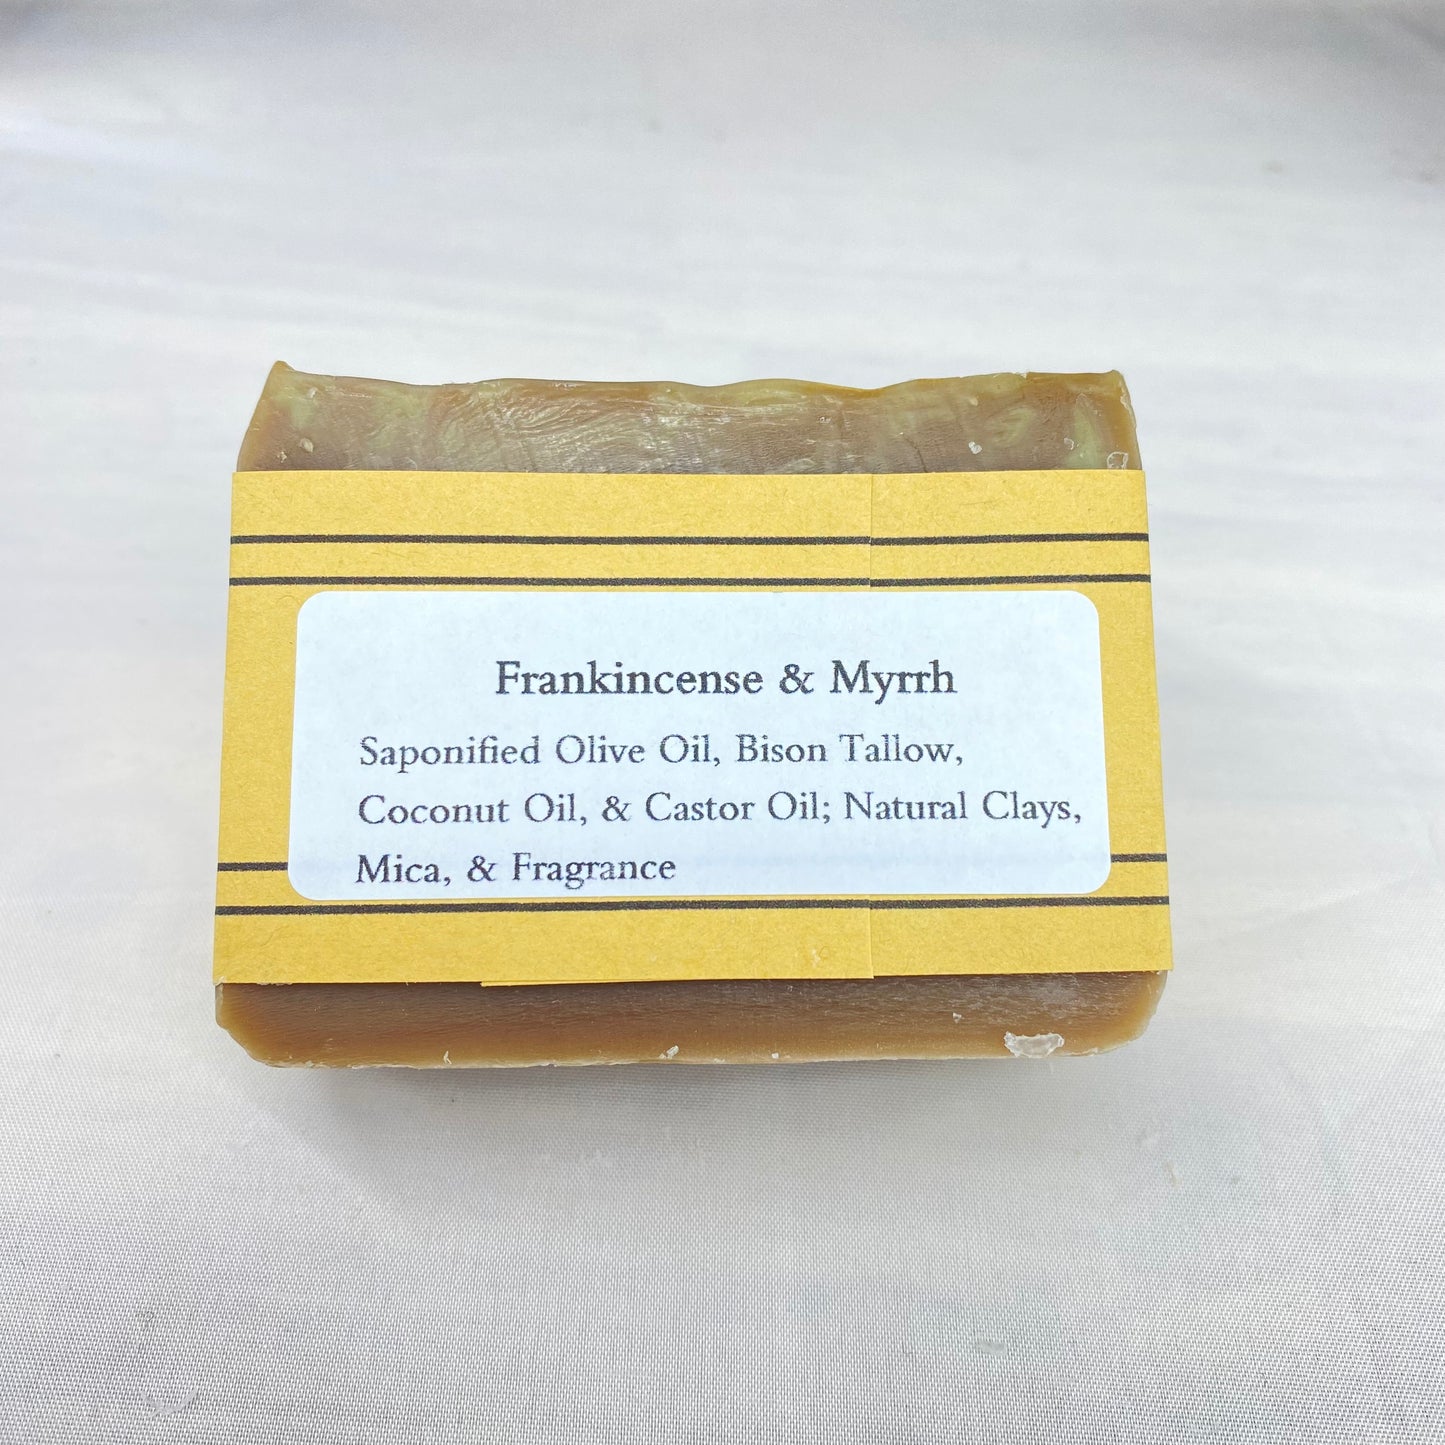 Frankincense & Myrrh
Saponified Olive Oil, Bison Tallow,
Coconut Oil, & Castor Oil; Natural Clays,
Mica, & Fragrance